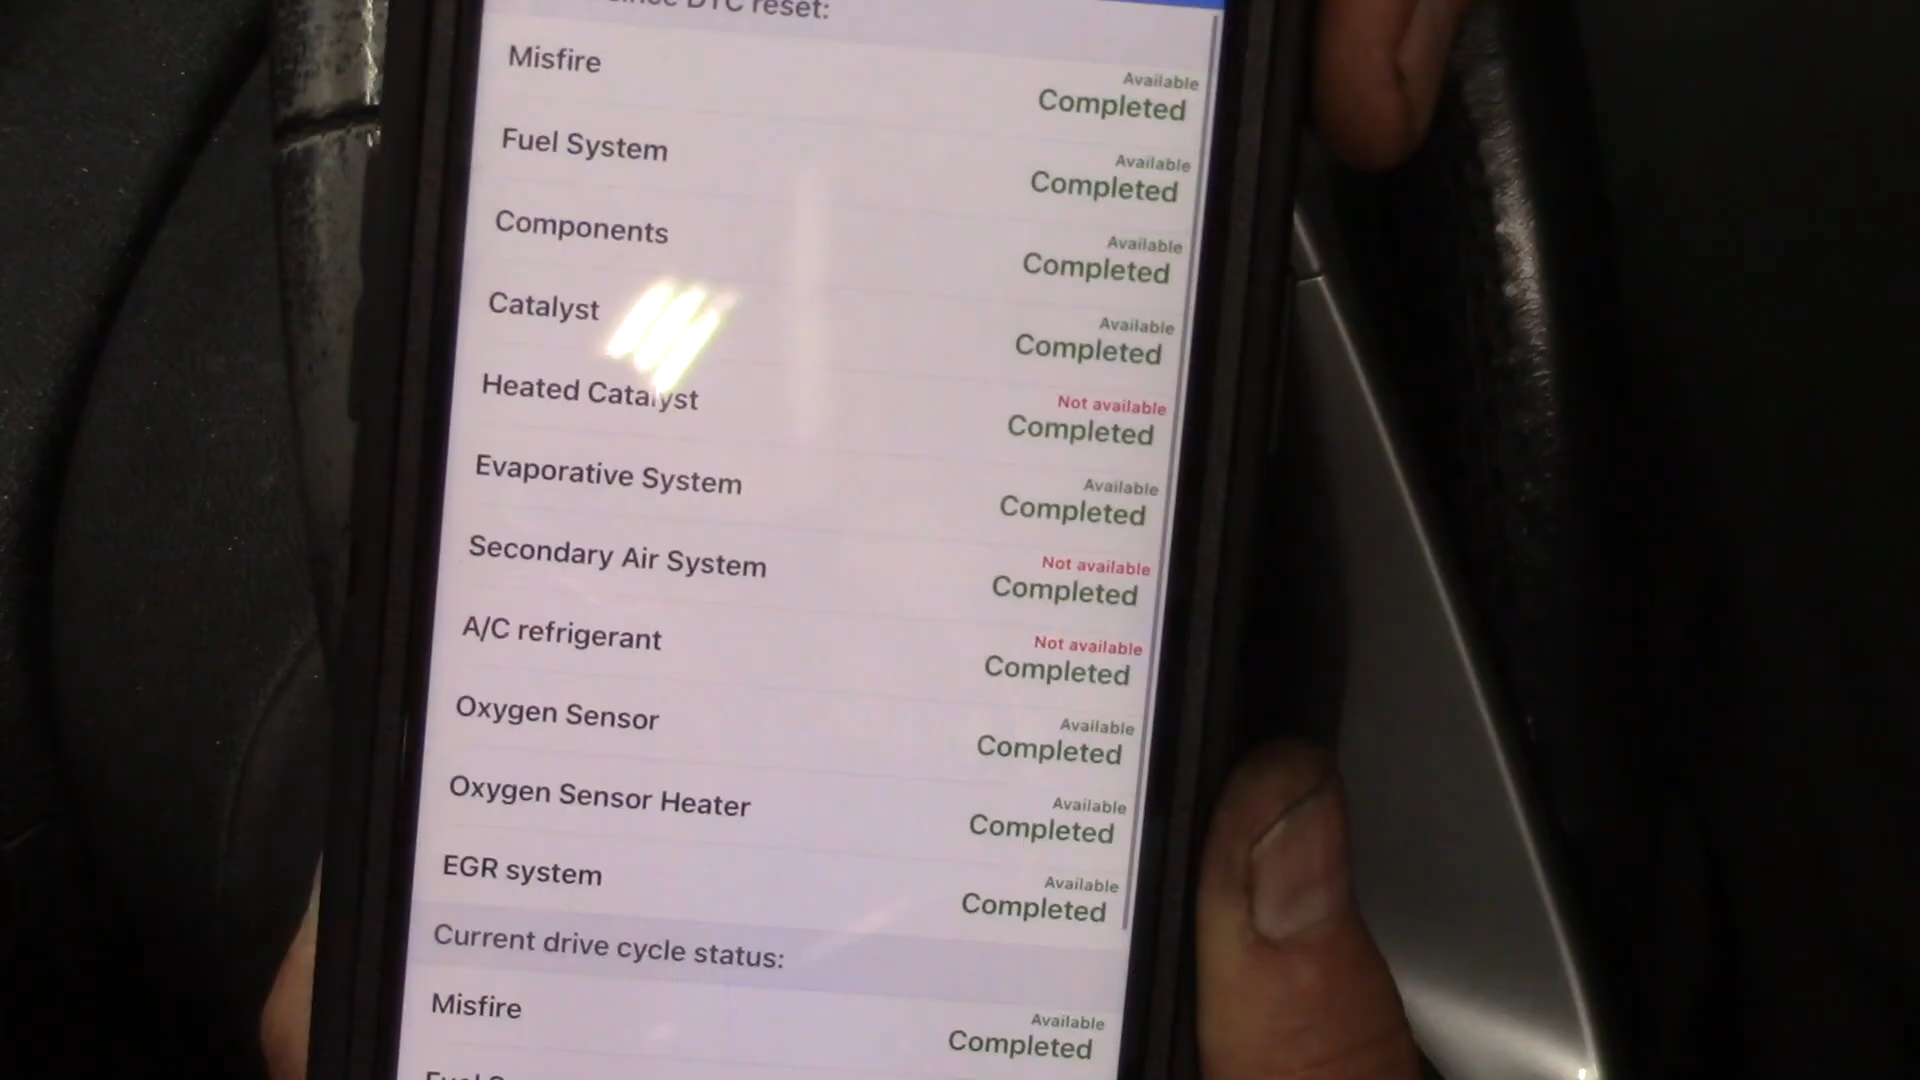 DTC reset:
Misfire
Available
Completed
Fuel System
Available
Completed
Components
Available
Completed
Catalyst
Available
Completed
Heated Catalyst
Not available
Completed
Evaporative System
Available
Completed
Secondary Air System
Not available
Completed
A/C refrigerant
Not available
Completed
Oxygen Sensor
Available
Completed
Oxygen Sensor Heater
Available
Completed
EGR system
Available
Completed
Current drive cycle status:
Misfire
Available
Completed